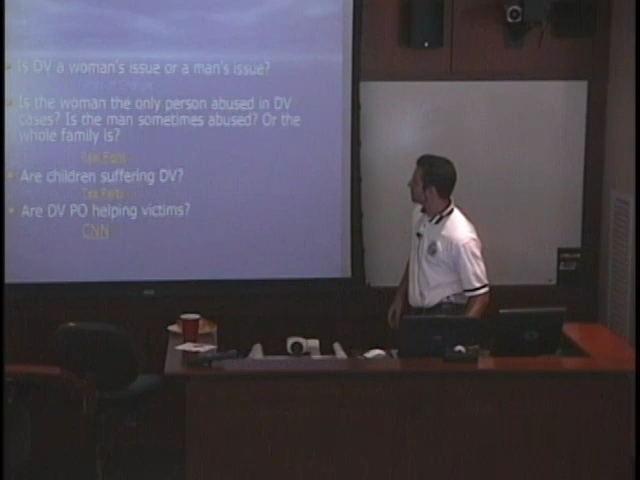 Is DV a woman's issue or a man's issue?
Is the woman the only person abused in DV
cases? Is the man sometimes abused? Or the
whole family is?
Are children suffering DV?
Are DV PO helping victims?
CNN